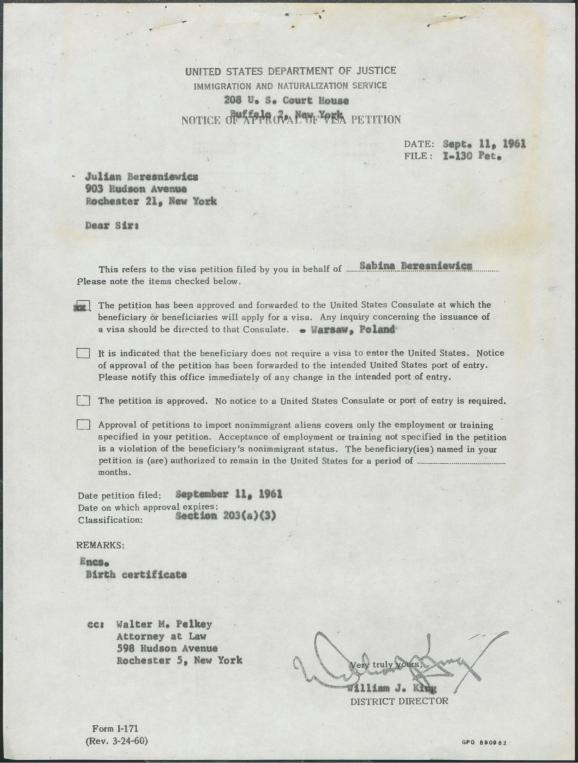 UNITED STATES DEPARTMENT OF JUSTICE
IMMIGRATION AND NATURALIZATION SERVICE
208 U. S. Court House
Buffalo 2, New York
NOTICE OF APPROVAL OF VISA PETITION
DATE: Sept. 11, 1961
FILE: I-130 Pet.
Julian Beresniewicz
903 Hudson Avenue
Rochester 21, New York
Dear Sir:
This refers to the visa petition filed by you in behalf of Sabina Beresniewicz
Please note the items checked below.
xx The petition has been approved and forwarded to the United States Consulate at which the
beneficiary or beneficiaries will apply for a visa. Any inquiry concerning the issuance of
a visa should be directed to that Consulate. - Warsaw, Poland
It is indicated that the beneficiary does not require a visa to enter the United States. Notice
of approval of the petition has been forwarded to the intended United States port of entry.
Please notify this office immediately of any change in the intended port of entry.
The petition is approved. No notice to a United States Consulate or port of entry is required.
Approval of petitions to import nonimmigrant aliens covers only the employment or training
specified in your petition. Acceptance of employment or training not specified in the petition
is a violation of the beneficiary's nonimmigrant status. The beneficiary(ies) named in your
petition is (are) authorized to remain in the United States for a period of
months.
Date petition filed: September 11, 1961
Date on which approval expires:
Classification: Section 203(a)(3)
REMARKS:
Encs.
Birth certificate
cc: Walter M. Pelkey
Attorney at Law
598 Hudson Avenue
Rochester 5, New York
Very truly yours,
William J. King
William J. King
DISTRICT DIRECTOR
Form I-171
(Rev. 3-24-60)
GPO 890982